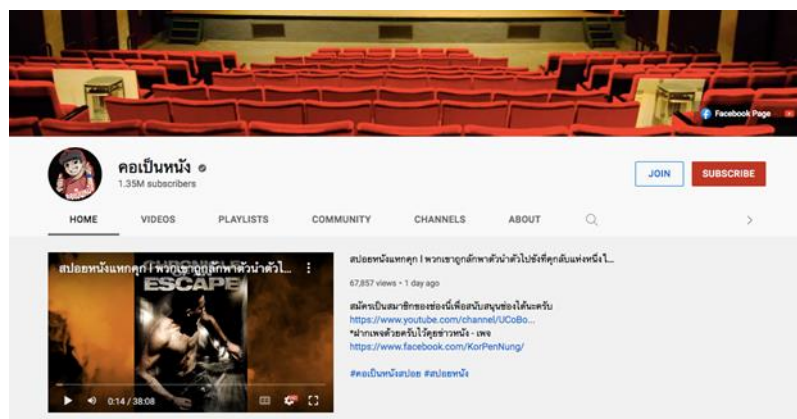 Facebook Page
คอเป็นหนัง
1.35M subscribers
JOIN
SUBSCRIBE
HOME
VIDEOS
PLAYLISTS
COMMUNITY
CHANNELS
ABOUT
สปอยหนังแหกคุก I พวกเขาถูกลักพาตัวนำตัวไ...
ESCAPE
0:14 / 38:08
สปอยหนังแหกคุก I พวกเขาถูกลักพาตัวนำตัวไปขังที่คุกลับแห่งหนึ่งใ...
67,857 views • 1 day ago
สมัครเป็นสมาชิกของช่องนี้เพื่อสนับสนุนช่องได้นะครับ
https://www.youtube.com/channel/UCoBo...
*ฝากเพจด้วยครับไว้คุยข่าวหนัง - เพจ
https://www.facebook.com/KorPenNung/
#คอเป็นหนังสปอย #สปอยหนัง